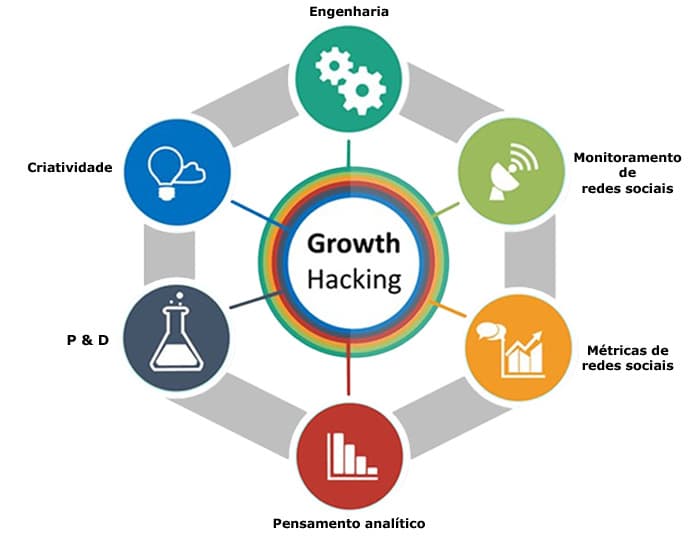 Engenharia
Criatividade
Monitoramento
de
redes sociais
Growth
Hacking
P & D
Métricas de
redes sociais
Pensamento analítico